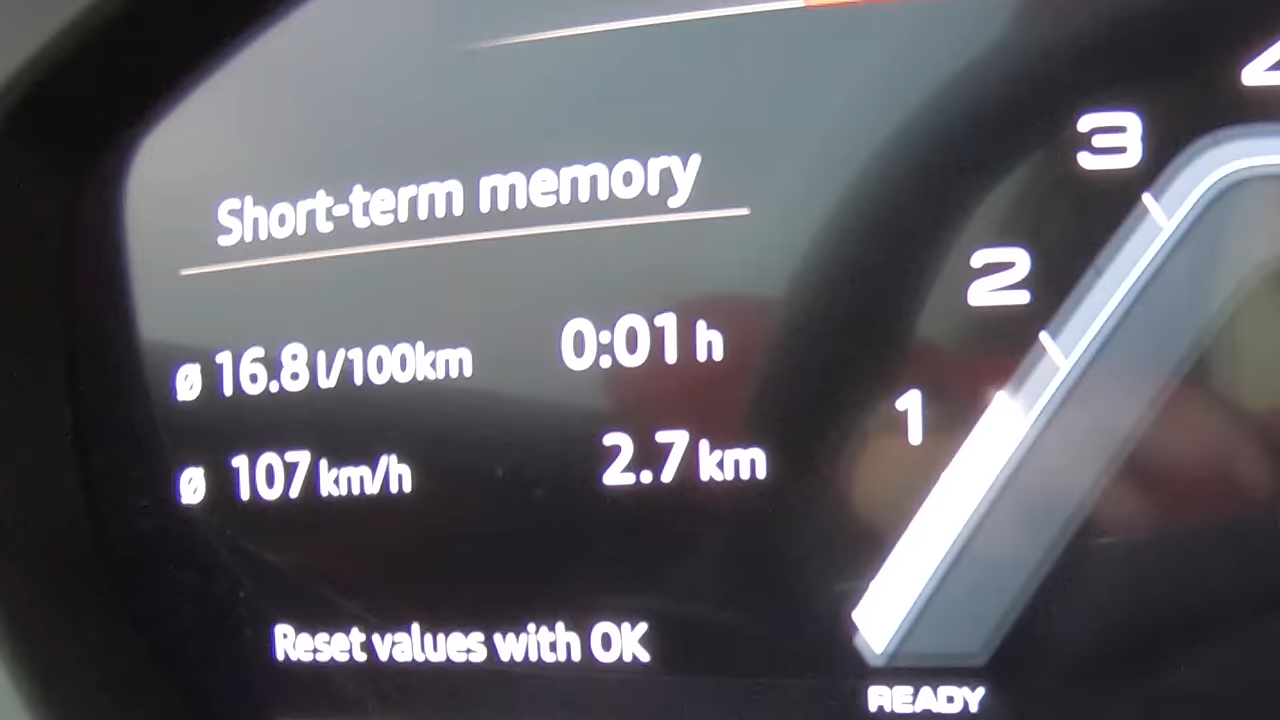 Short-term memory
ø 16.8 l/100km 0:01 h
ø 107 km/h 2.7 km
Reset values with OK
3
2
1
READY